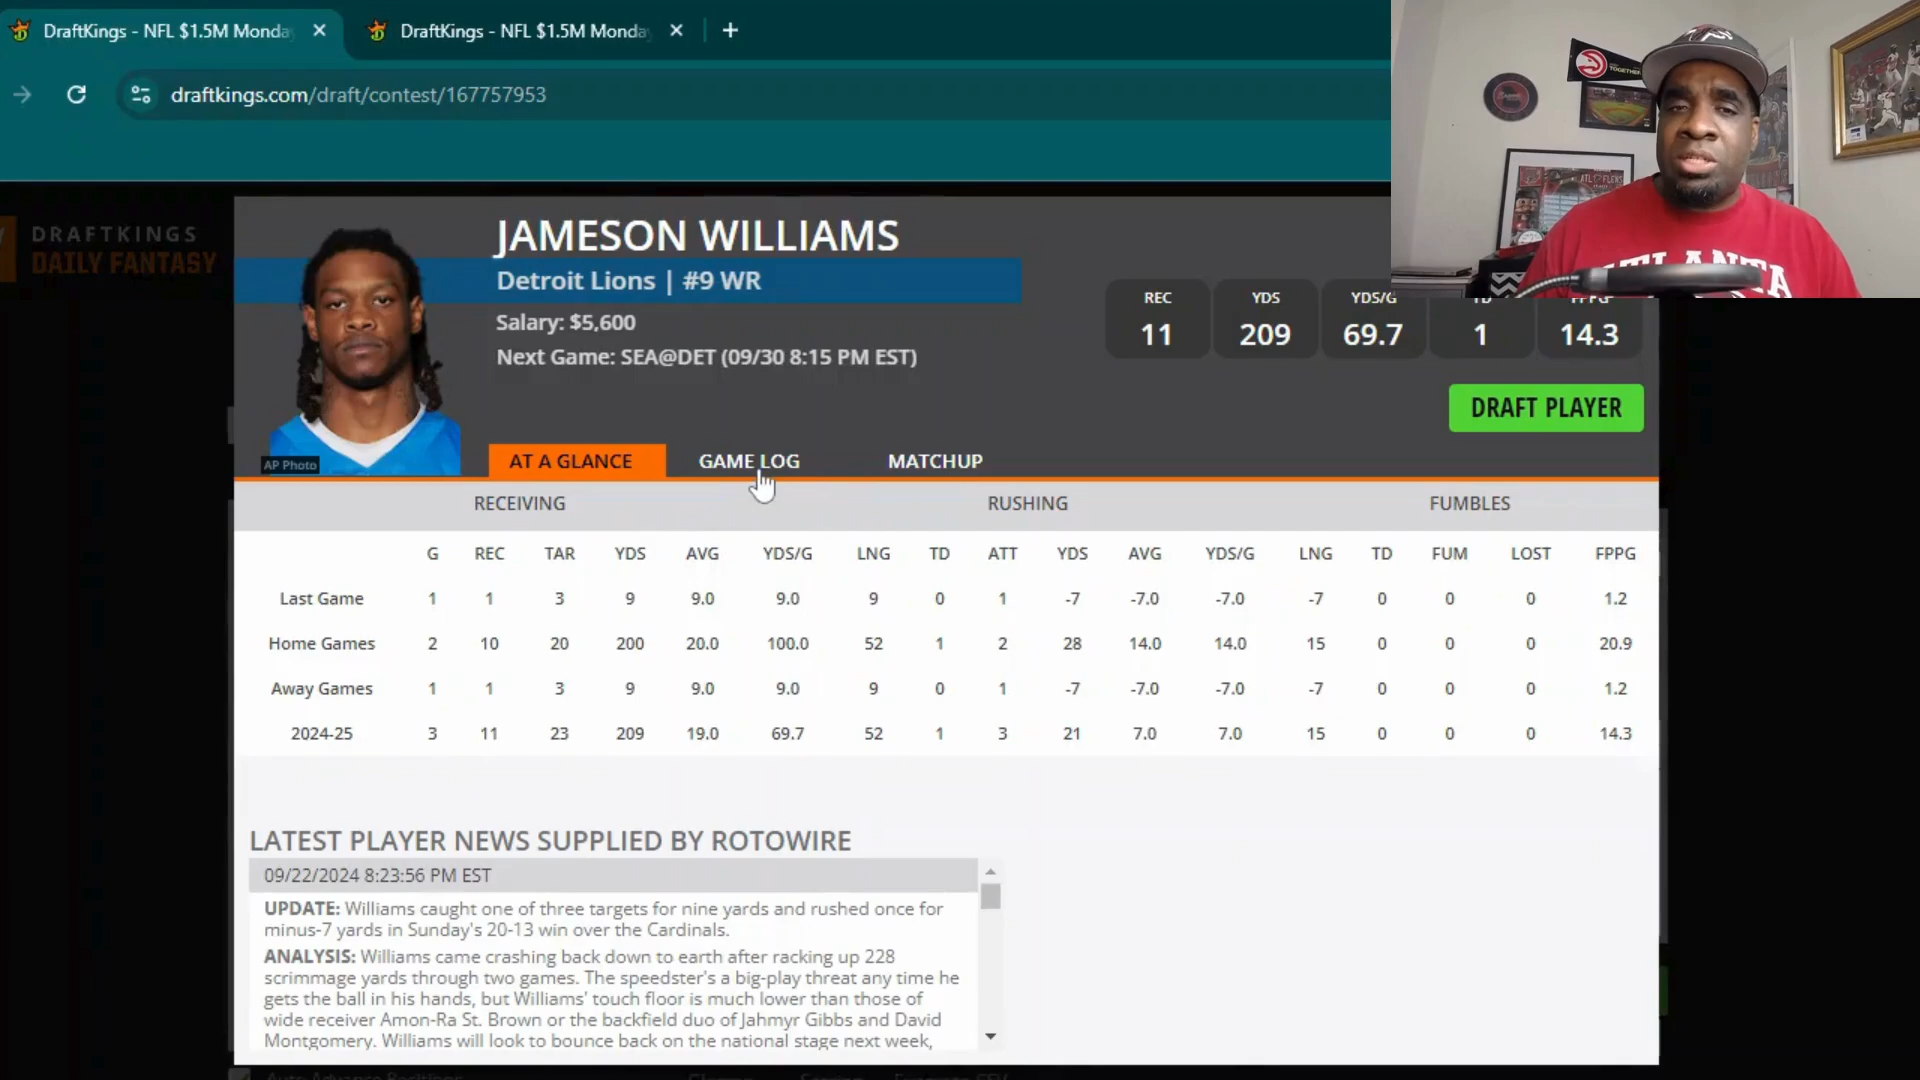 DraftKings - NFL $1.5M Monda
DraftKings - NFL $1.5M Monda
draftkings.com/draft/contest/167757953
TOGETHER
ATLANTA
DRAFTKINGS
DAILY FANTASY
JAMESON WILLIAMS
Detroit Lions | #9 WR
Salary: $5,600
Next Game: SEA@DET (09/30 8:15 PM EST)
REC YDS YDS/G TD FPPG
11 209 69.7 1 14.3
DRAFT PLAYER
AP Photo
AT A GLANCE GAME LOG MATCHUP
RECEIVING RUSHING FUMBLES
G REC TAR YDS AVG YDS/G LNG TD ATT YDS AVG YDS/G LNG TD FUM LOST FPPG
Last Game 1 1 3 9 9.0 9.0 9 0 1 -7 -7.0 -7.0 -7 0 0 0 1.2
Home Games 2 10 20 200 20.0 100.0 52 1 2 28 14.0 14.0 15 0 0 0 20.9
Away Games 1 1 3 9 9.0 9.0 9 0 1 -7 -7.0 -7.0 -7 0 0 0 1.2
2024-25 3 11 23 209 19.0 69.7 52 1 3 21 7.0 7.0 15 0 0 0 14.3
LATEST PLAYER NEWS SUPPLIED BY ROTOWIRE
09/22/2024 8:23:56 PM EST
UPDATE: Williams caught one of three targets for nine yards and rushed once for
minus-7 yards in Sunday's 20-13 win over the Cardinals.
ANALYSIS: Williams came crashing back down to earth after racking up 228
scrimmage yards through two games. The speedster's a big-play threat any time he
gets the ball in his hands, but Williams' touch floor is much lower than those of
wide receiver Amon-Ra St. Brown or the backfield duo of Jahmyr Gibbs and David
Montgomery. Williams will look to bounce back on the national stage next week,